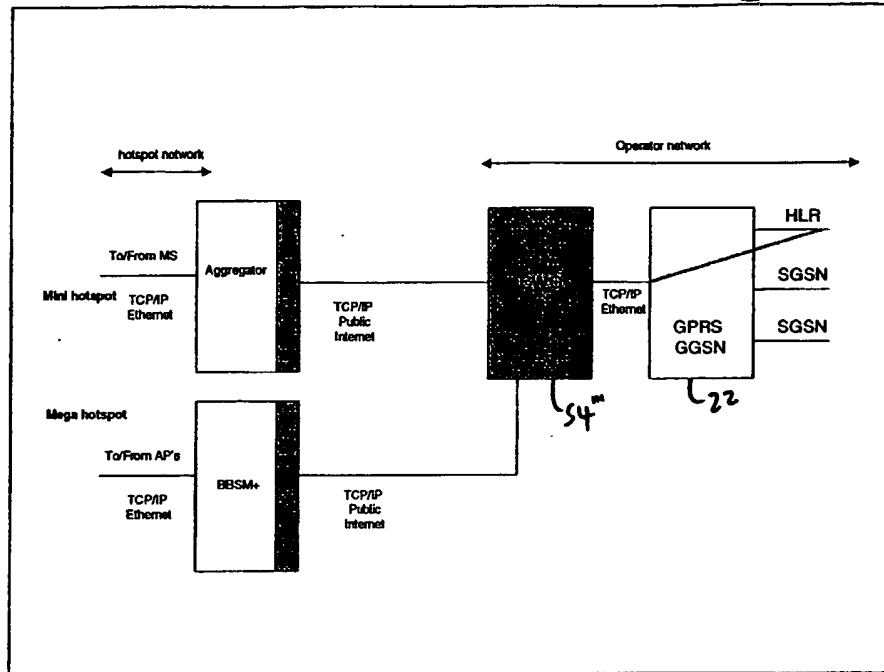 hotspot network
Operator network
To/From MS
Mini hotspot
TCP/IP
Ethernet
Aggregator
TCP/IP
Public
Internet
TCP/IP
Ethernet
HLR
SGSN
SGSN
GPRS
GGSN
54'''
22
Mega hotspot
To/From AP's
TCP/IP
Ethernet
BBSM+
TCP/IP
Public
Internet